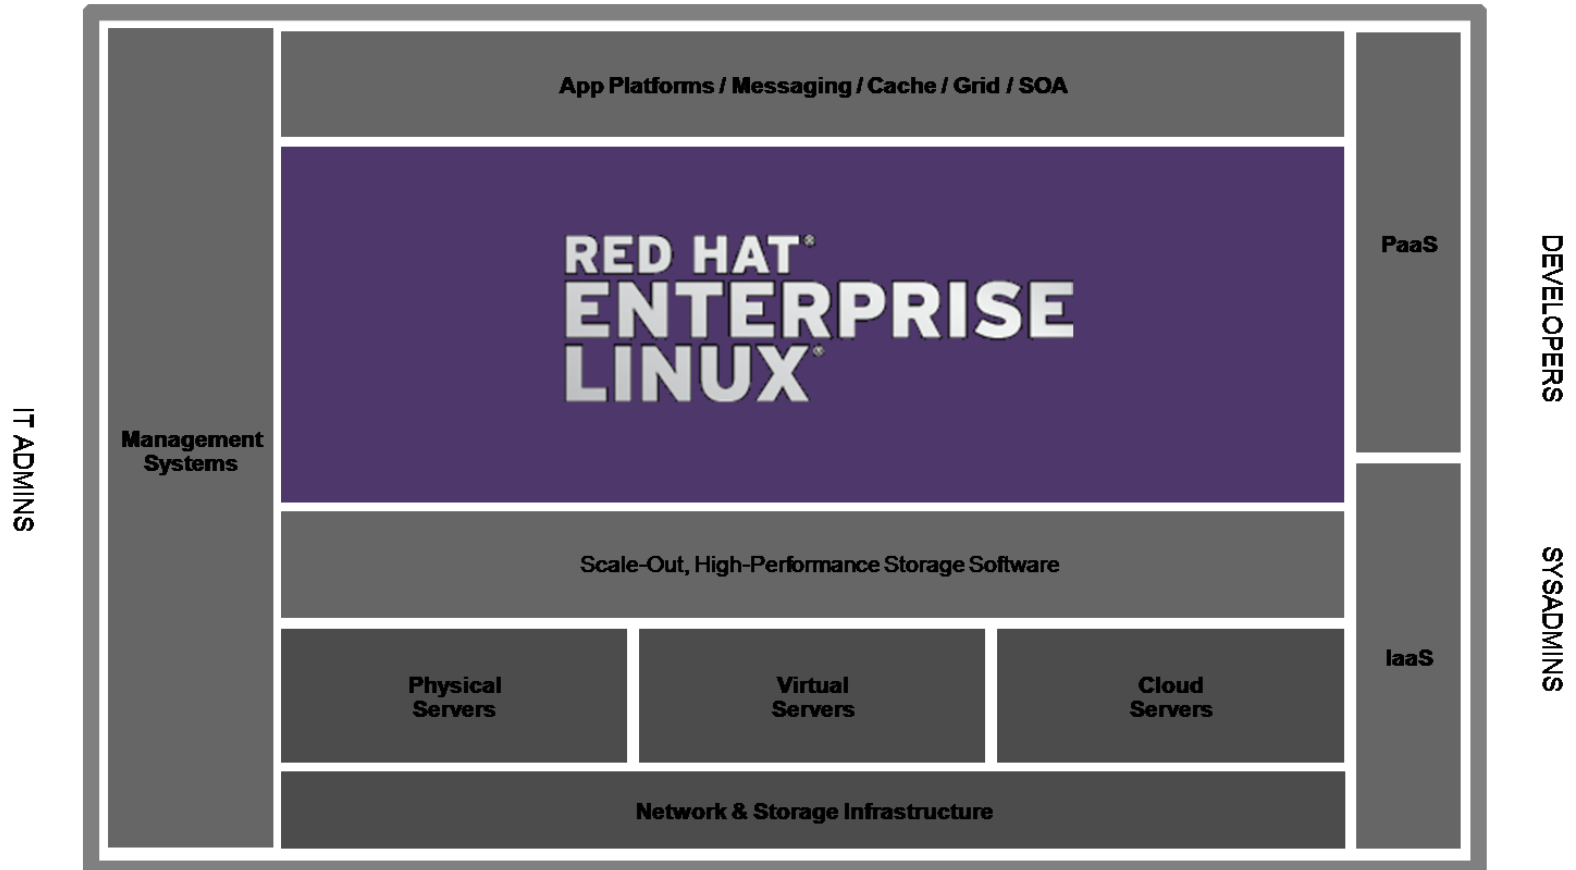 App Platforms / Messaging / Cache / Grid / SOA
RED HAT®
ENTERPRISE
LINUX®
PaaS
DEVELOPERS
IT ADMINS
Management
Systems
Scale-Out, High-Performance Storage Software
SYSADMINS
IaaS
Physical
Servers
Virtual
Servers
Cloud
Servers
Network & Storage Infrastructure